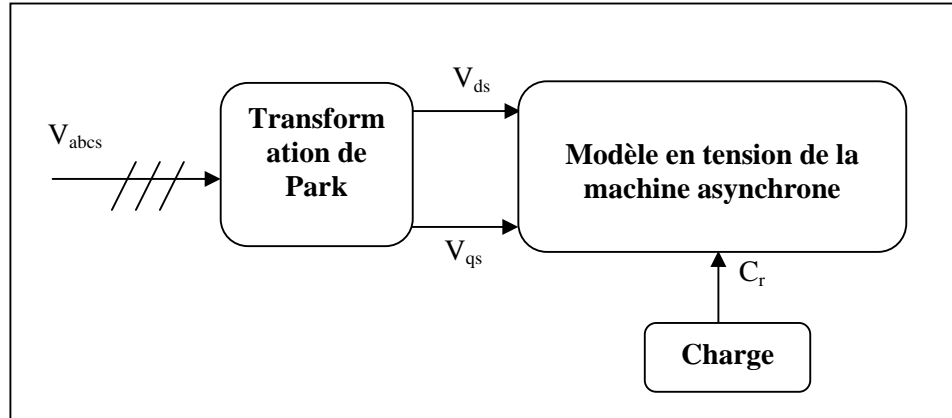 V_abcs
Transform
ation de
Park
V_ds
V_qs
Modèle en tension de la
machine asynchrone
C_r
Charge